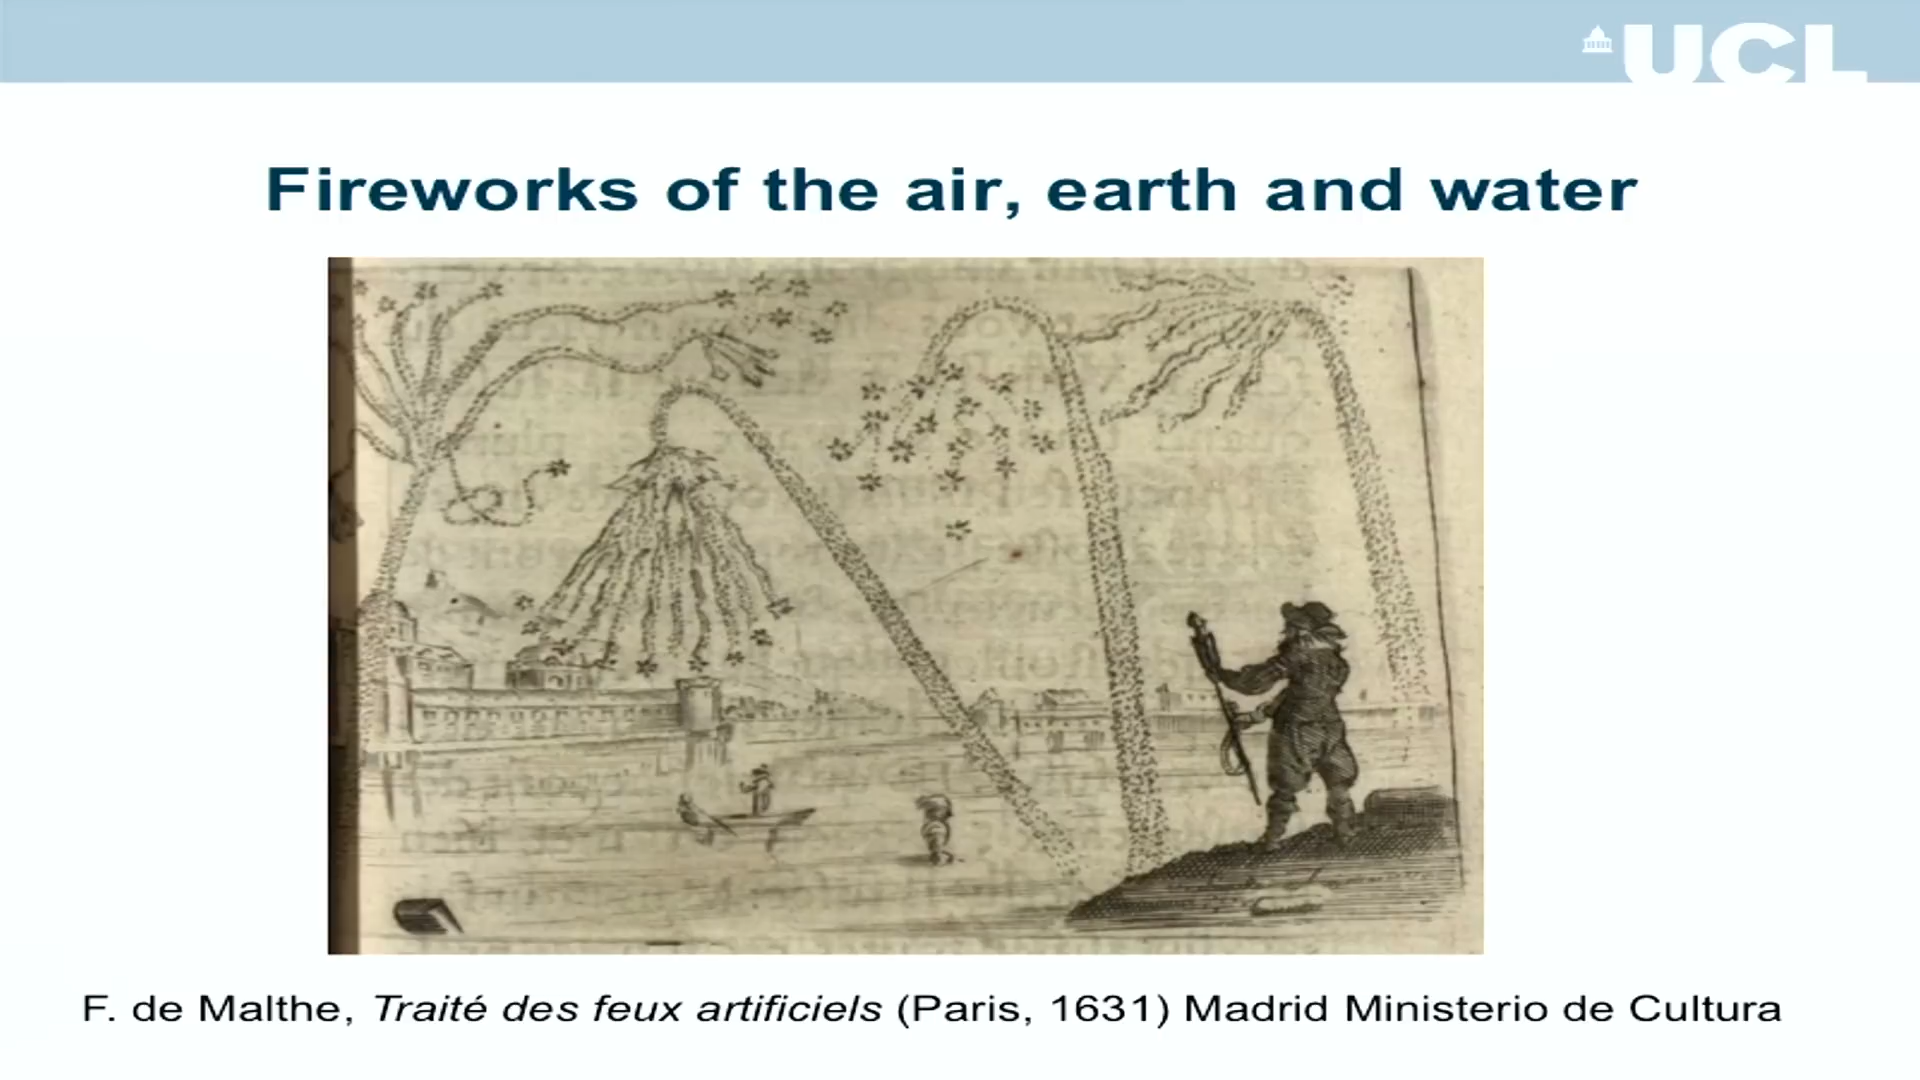 UCL
Fireworks of the air, earth and water
F. de Malthe, Traité des feux artificiels (Paris, 1631) Madrid Ministerio de Cultura